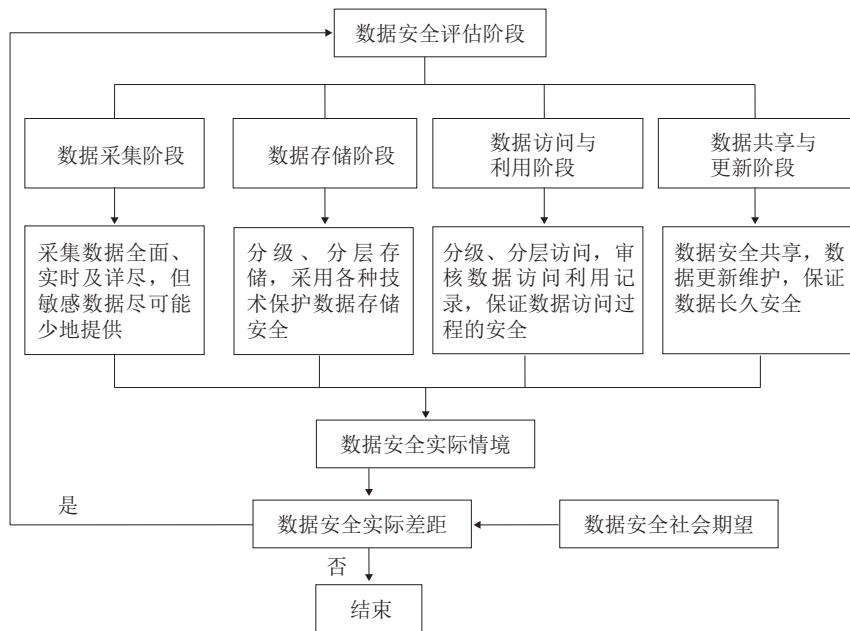 数据安全评估阶段
数据采集阶段
数据存储阶段
数据访问与
利用阶段
数据共享与
更新阶段
采集数据全面、
实时及详尽，但
敏感数据尽可能
少地提供
分级、分层存
储，采用各种技
术保护数据存储
安全
分级、分层访问，审
核数据访问利用记
录，保证数据访问过
程的安全
数据安全共享，数
据更新维护，保证
数据长久安全
数据安全实际情境
是
数据安全实际差距
数据安全社会期望
否
结束